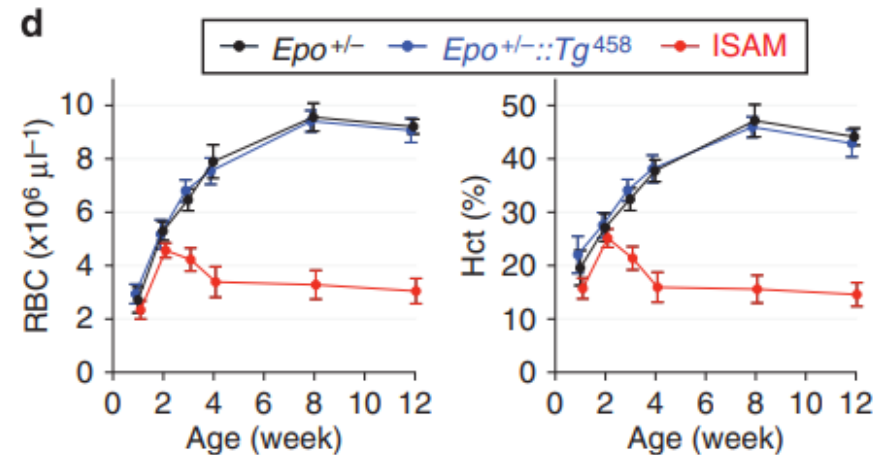 d
Epo+/– Epo+/–::Tg458 ISAM
RBC (x10⁶ µl⁻¹)
10
8
6
4
2
0
0 2 4 6 8 10 12
Age (week)
Hct (%)
50
40
30
20
10
0
0 2 4 6 8 10 12
Age (week)